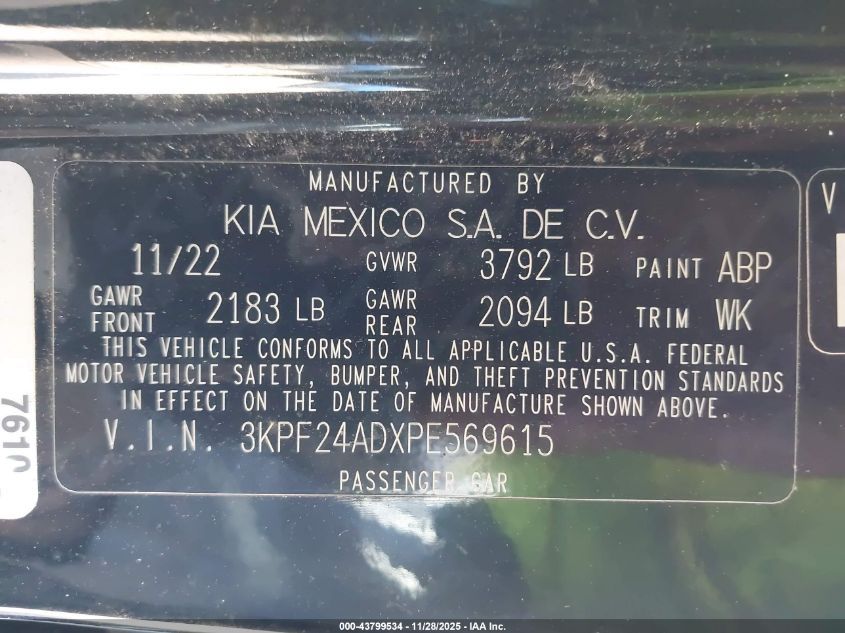 MANUFACTURED BY
KIA MEXICO S.A. DE C.V.
11/22 GVWR 3792 LB PAINT ABP
GAWR FRONT 2183 LB GAWR REAR 2094 LB TRIM WK
THIS VEHICLE CONFORMS TO ALL APPLICABLE U.S.A. FEDERAL
MOTOR VEHICLE SAFETY, BUMPER, AND THEFT PREVENTION STANDARDS
IN EFFECT ON THE DATE OF MANUFACTURE SHOWN ABOVE.
V.I.N. 3KPF24ADXPE569615
PASSENGER CAR
V
000-43799534 - 11/28/2025 - IAA Inc.